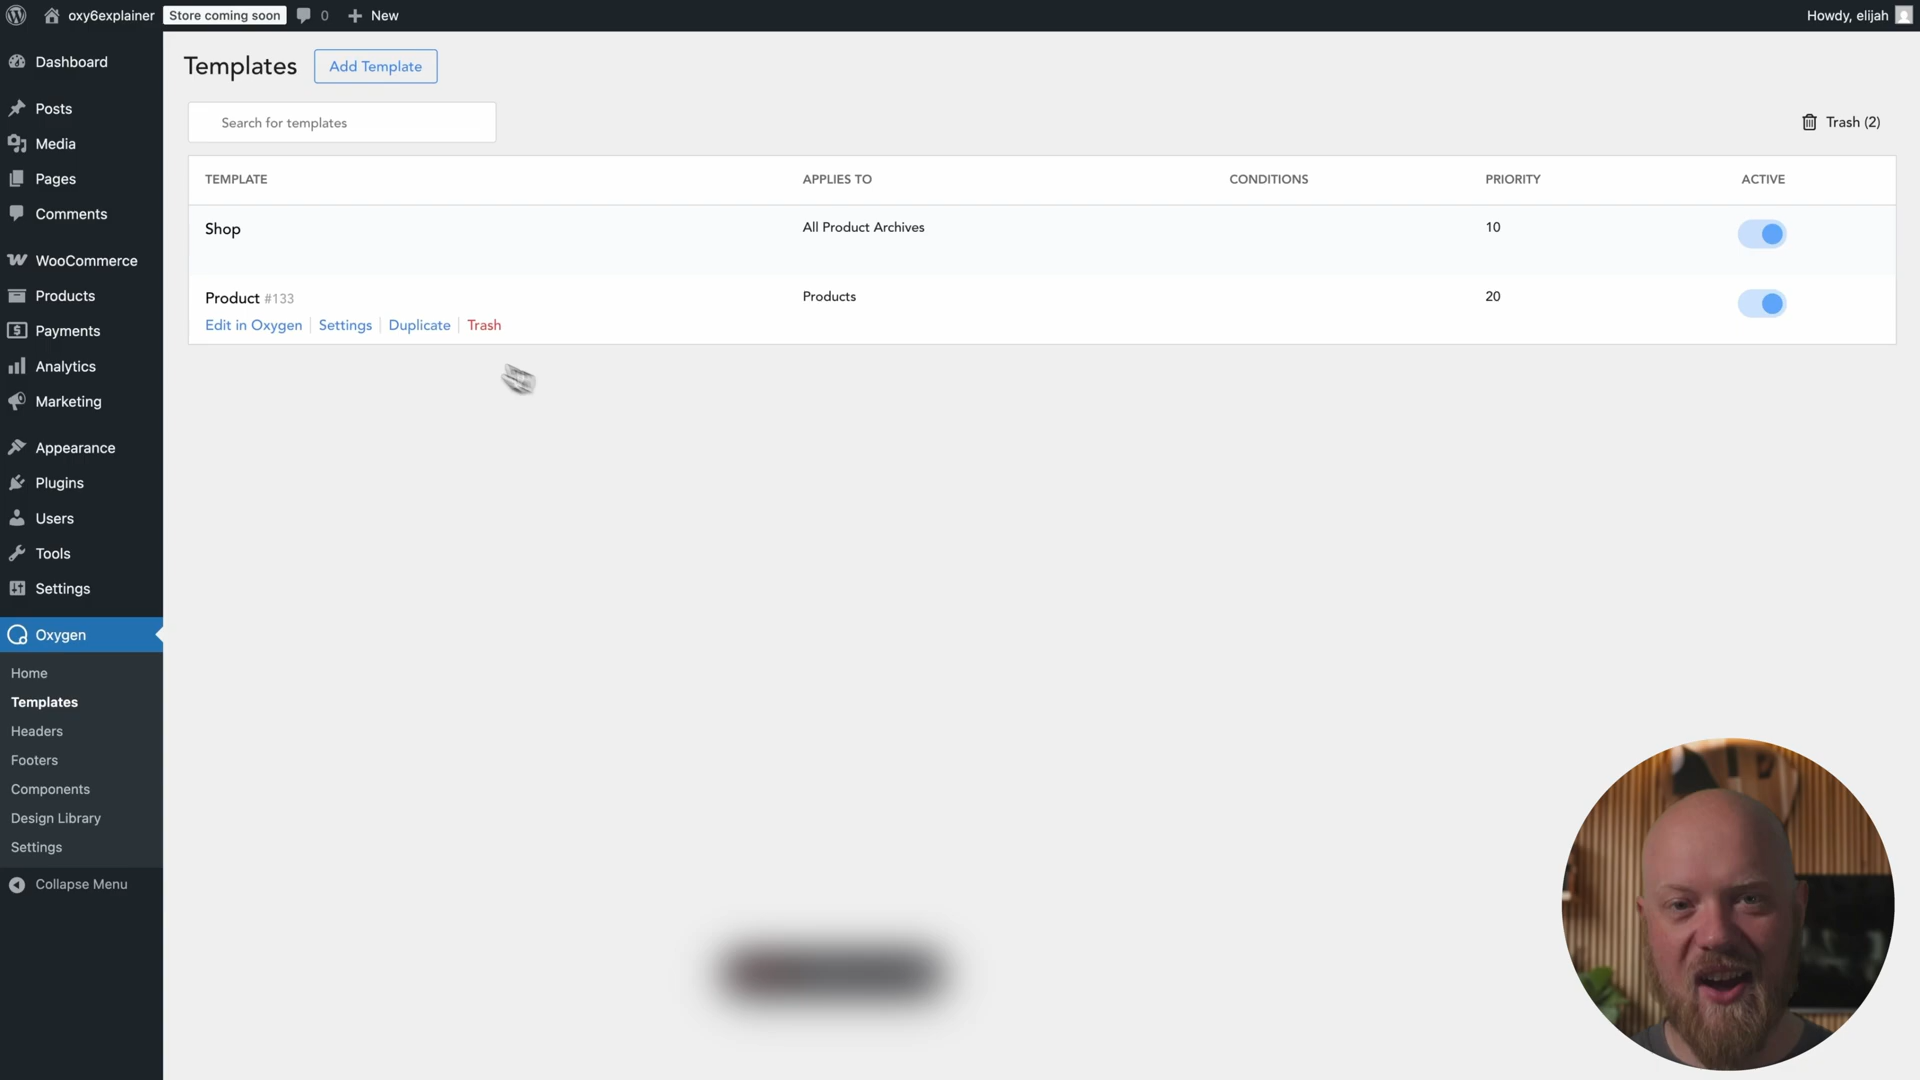 oxy6explainer Store coming soon 0 New Howdy, elijah
Dashboard
Posts
Media
Pages
Comments
WooCommerce
Products
Payments
Analytics
Marketing
Appearance
Plugins
Users
Tools
Settings
Oxygen
Home
Templates
Headers
Footers
Components
Design Library
Settings
Collapse Menu
Templates Add Template
Search for templates Trash (2)
TEMPLATE APPLIES TO CONDITIONS PRIORITY ACTIVE
Shop All Product Archives 10
Product #133 Products 20
Edit in Oxygen | Settings | Duplicate | Trash